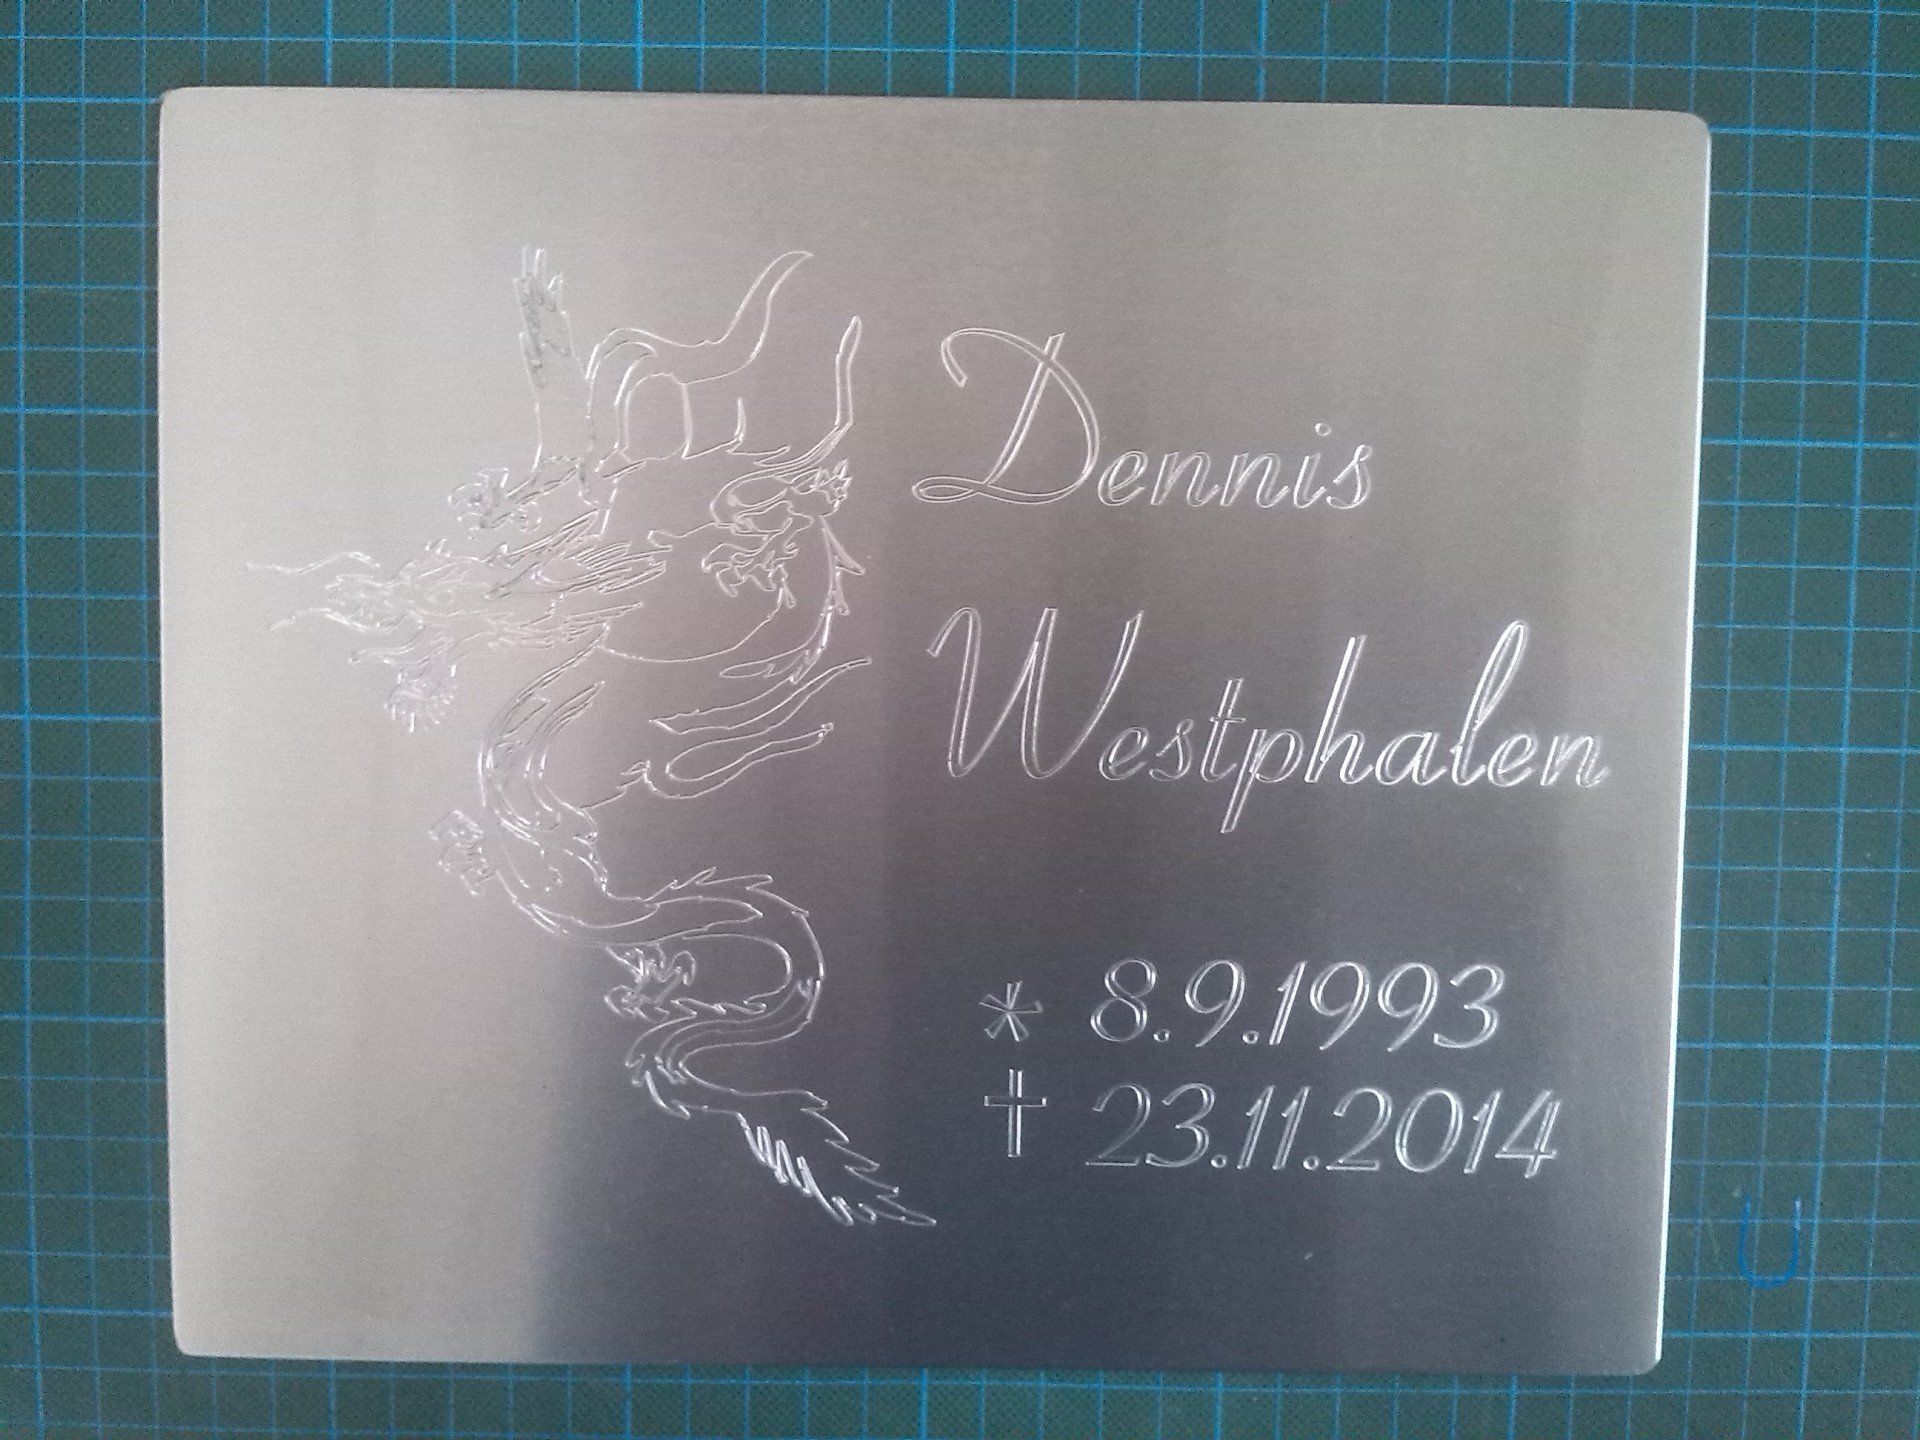 Dennis
Westphalen
* 8.9.1993
† 23.11.2014